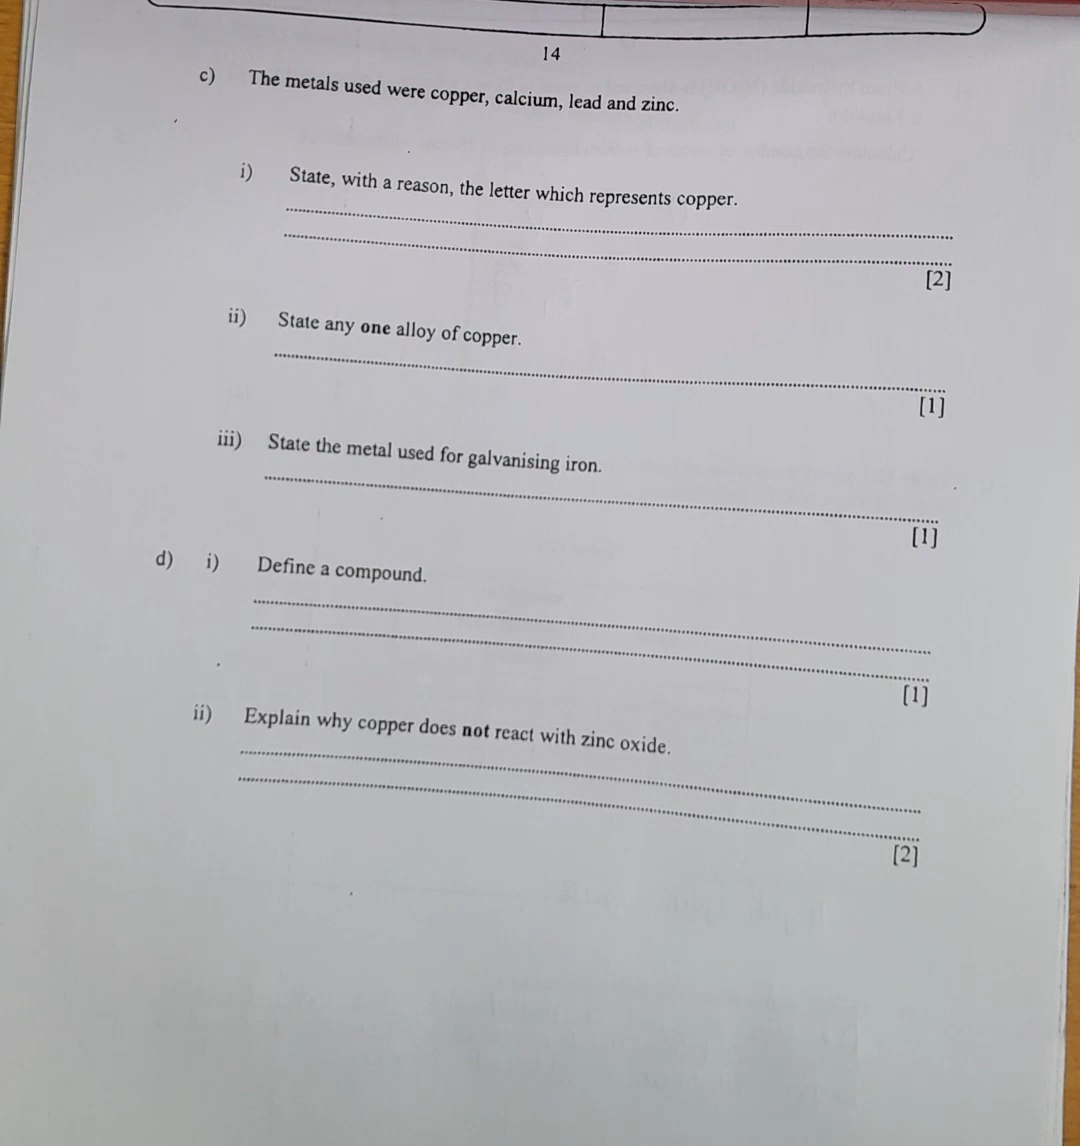 14
c) The metals used were copper, calcium, lead and zinc.
i) State, with a reason, the letter which represents copper.
[2]
ii) State any one alloy of copper.
[1]
iii) State the metal used for galvanising iron.
[1]
d) i) Define a compound.
[1]
ii) Explain why copper does not react with zinc oxide.
[2]